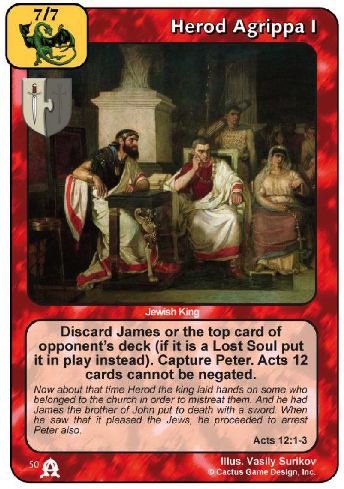 7/7
Herod Agrippa I
Jewish King
Discard James or the top card of
opponent's deck (if it is a Lost Soul put
it in play instead). Capture Peter. Acts 12
cards cannot be negated.
Now about that time Herod the king laid hands on some who
belonged to the church in order to mistreat them. And he had
James the brother of John put to death with a sword. When
he saw that it pleased the Jews, he proceeded to arrest
Peter also.
Acts 12:1-3
Illus. Vasily Surikov
50
© Cactus Game Design, Inc.